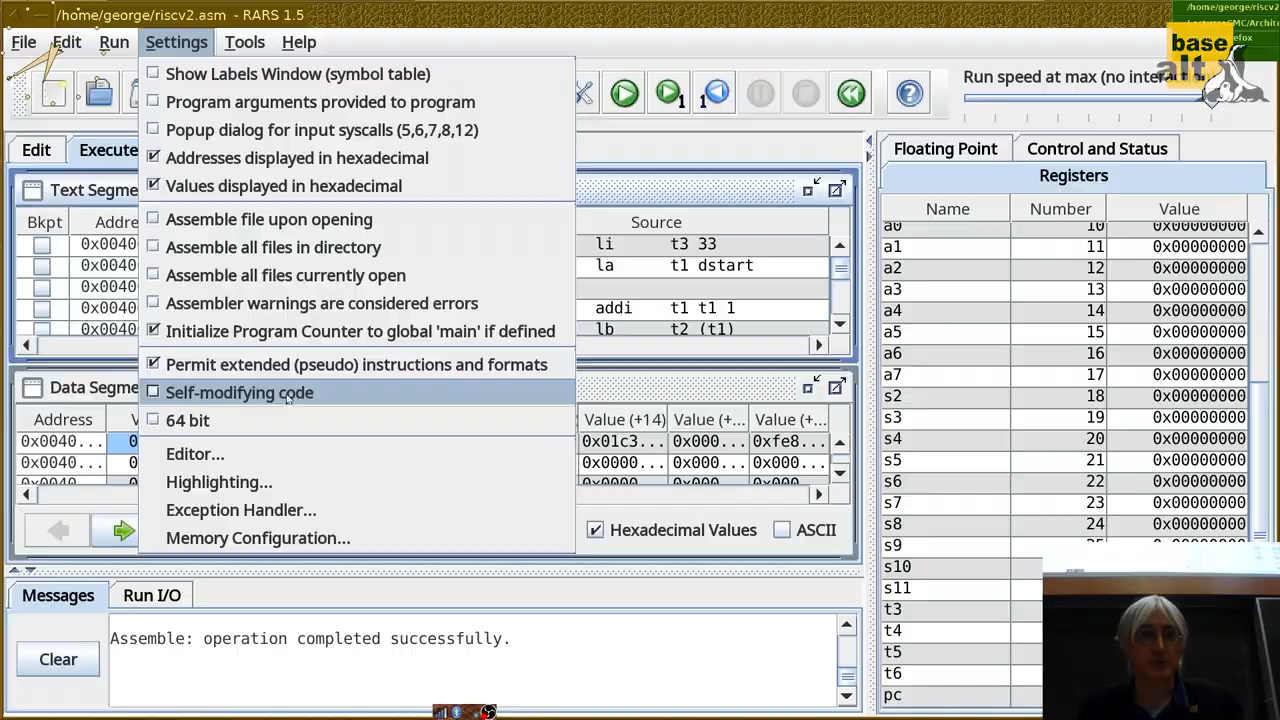 /home/george/riscv2.asm - RARS 1.5
/home/george/riscv2
base
alt
File Edit Run Settings Tools Help
Show Labels Window (symbol table)
Program arguments provided to program
Popup dialog for input syscalls (5,6,7,8,12)
Addresses displayed in hexadecimal
Values displayed in hexadecimal
Assemble file upon opening
Assemble all files in directory
Assemble all files currently open
Assembler warnings are considered errors
Initialize Program Counter to global 'main' if defined
Permit extended (pseudo) instructions and formats
Self-modifying code
64 bit
Editor...
Highlighting...
Exception Handler...
Memory Configuration...
Run speed at max (no
Edit Execute
Text Segme
Bkpt Addre Source
0x0040 li t3 33
0x0040 la t1 dstart
0x0040
0x0040 addi t1 t1 1
0x0040 lb t2 (t1)
Data Segme
Address V Value (+14) Value (+... Value (+...
0x0040... 0 0x01c3... 0x000... 0xfe8...
0x0040... 0 0x0000... 0x000... 0x000...
Hexadecimal Values ASCII
Messages Run I/O
Assemble: operation completed successfully.
Clear
Floating Point Control and Status
Registers
Name Number Value
a0 10 0x00000000
a1 11 0x00000000
a2 12 0x00000000
a3 13 0x00000000
a4 14 0x00000000
a5 15 0x00000000
a6 16 0x00000000
a7 17 0x00000000
s2 18 0x00000000
s3 19 0x00000000
s4 20 0x00000000
s5 21 0x00000000
s6 22 0x00000000
s7 23 0x00000000
s8 24 0x00000000
s9
s10
s11
t3
t4
t5
t6
pc